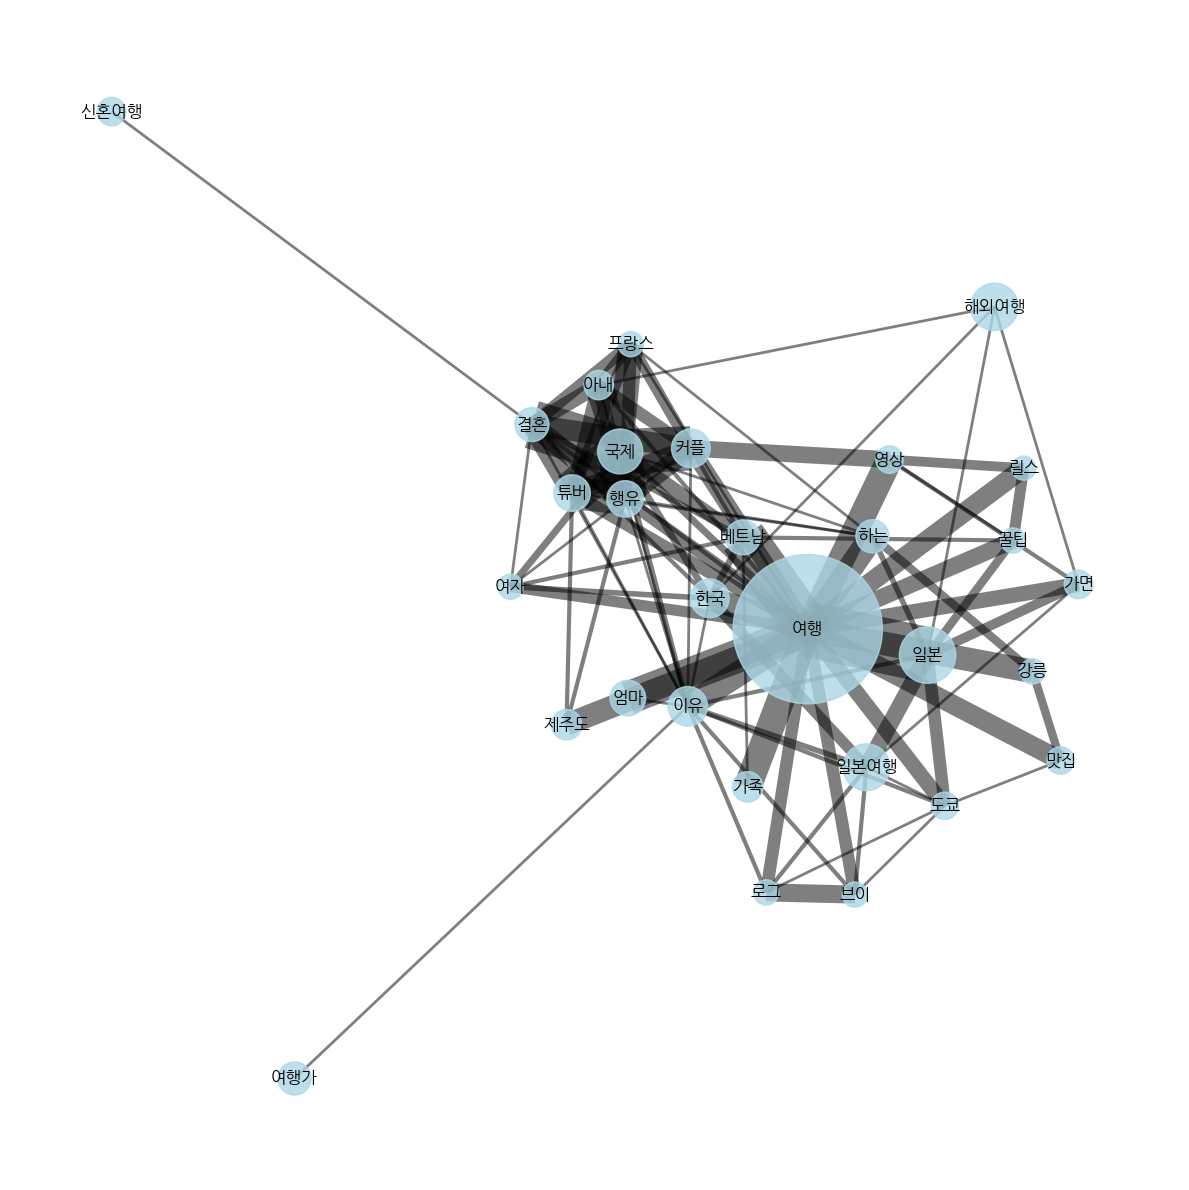 신혼여행
해외여행
프랑스
아내
결혼
국제
커플
영상
릴스
튜버
행유
베트남
하는
꿀팁
여자
한국
가면
여행
일본
강릉
엄마
이유
제주도
일본여행
맛집
가족
도쿄
로그
브이
여행가